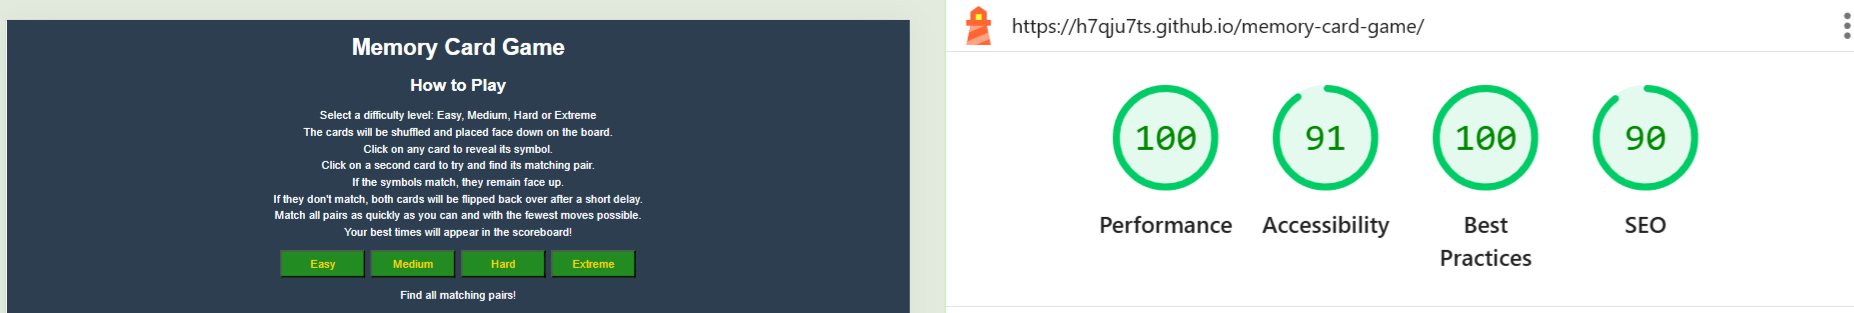 Memory Card Game
How to Play
Select a difficulty level: Easy, Medium, Hard or Extreme
The cards will be shuffled and placed face down on the board.
Click on any card to reveal its symbol.
Click on a second card to try and find its matching pair.
If the symbols match, they remain face up.
If they don't match, both cards will be flipped back over after a short delay.
Match all pairs as quickly as you can and with the fewest moves possible.
Your best times will appear in the scoreboard!
Easy Medium Hard Extreme
Find all matching pairs!
https://h7qju7ts.github.io/memory-card-game/
100 91 100 90
Performance Accessibility Best SEO
Practices